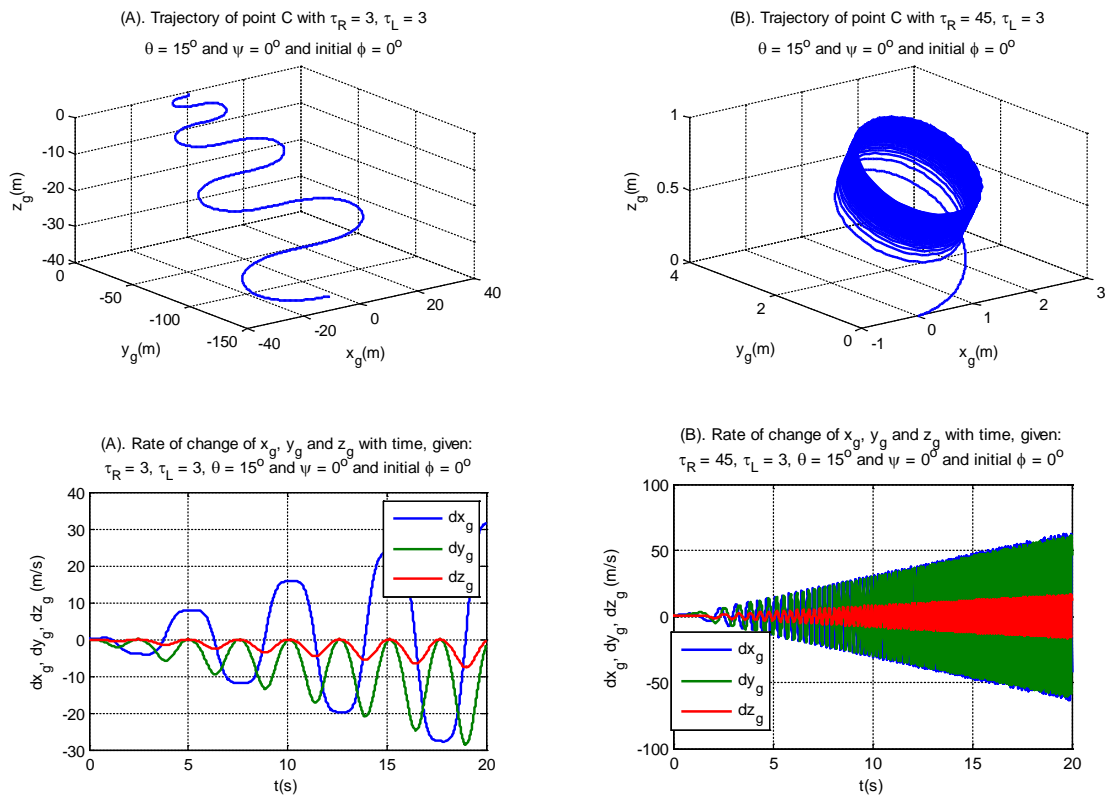 (A). Trajectory of point C with τR = 3, τL = 3
θ = 15o and ψ = 0o and initial ϕ = 0o
0
-10
-20
-30
-40
zg(m)
0
-50
-100
-150
yg(m)
-40
-20
0
20
40
xg(m)
(B). Trajectory of point C with τR = 45, τL = 3
θ = 15o and ψ = 0o and initial ϕ = 0o
1
0.5
0
zg(m)
4
2
0
yg(m)
-1
0
1
2
3
xg(m)
(A). Rate of change of xg, yg and zg with time, given:
τR = 3, τL = 3, θ = 15o and ψ = 0o and initial ϕ = 0o
40
30
20
10
0
-10
-20
-30
dxg, dyg, dzg (m/s)
dxg
dyg
dzg
0
5
10
15
20
t(s)
(B). Rate of change of xg, yg and zg with time, given:
τR = 45, τL = 3, θ = 15o and ψ = 0o and initial ϕ = 0o
100
50
0
-50
-100
dxg, dyg, dzg (m/s)
dxg
dyg
dzg
0
5
10
15
20
t(s)